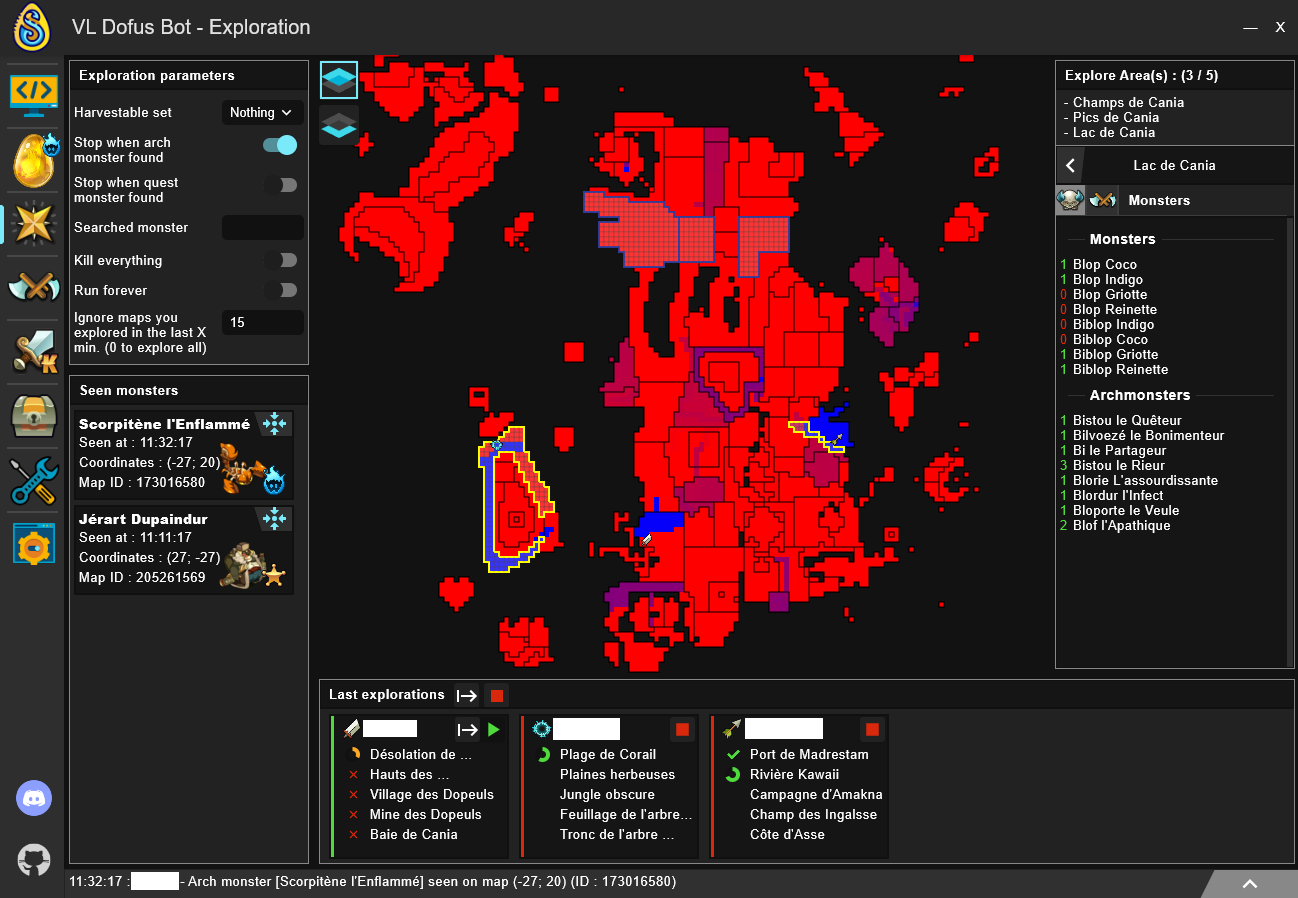 VL Dofus Bot - Exploration
— X
Exploration parameters
Harvestable set
Nothing
Stop when arch
monster found
Stop when quest
monster found
Searched monster
Kill everything
Run forever
Ignore maps you
explored in the last X
min. (0 to explore all)
15
Seen monsters
Scorpitène l'Enflammé
Seen at : 11:32:17
Coordinates : (-27; 20)
Map ID : 173016580
Jérart Dupaindur
Seen at : 11:11:17
Coordinates : (27; -27)
Map ID : 205261569
Explore Area(s) : (3 / 5)
- Champs de Cania
- Pics de Cania
- Lac de Cania
Lac de Cania
Monsters
Monsters
1 Blop Coco
1 Blop Indigo
0 Blop Griotte
0 Blop Reinette
0 Biblop Indigo
0 Biblop Coco
1 Biblop Griotte
1 Biblop Reinette
Archmonsters
1 Bistou le Quêteur
1 Bilvoezé le Bonimenteur
1 Bi le Partageur
3 Bistou le Rieur
1 Blorie L'assourdissante
1 Blordur l'Infect
1 Bloporte le Veule
2 Blof l'Apathique
Last explorations
Désolation de ...
Hauts des ...
Village des Dopeuls
Mine des Dopeuls
Baie de Cania
Plage de Corail
Plaines herbeuses
Jungle obscure
Feuillage de l'arbre...
Tronc de l'arbre ...
Port de Madrestam
Rivière Kawaii
Campagne d'Amakna
Champ des Ingalsse
Côte d'Asse
11:32:17 : - Arch monster [Scorpitène l'Enflammé] seen on map (-27; 20) (ID : 173016580)